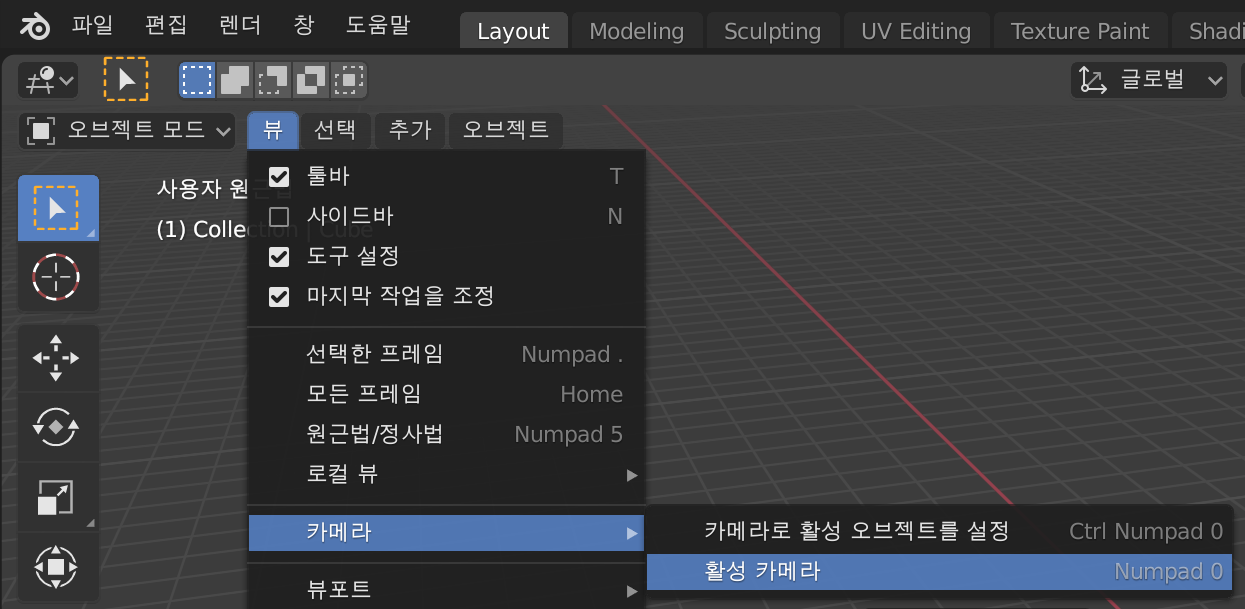 파일 편집 렌더 창 도움말 Layout Modeling Sculpting UV Editing Texture Paint Shadi
글로벌
오브젝트 모드 뷰 선택 추가 오브젝트
사용자 원근법
(1) Collection | Cube
툴바 T
사이드바 N
도구 설정
마지막 작업을 조정
선택한 프레임 Numpad .
모든 프레임 Home
원근법/정사법 Numpad 5
로컬 뷰
카메라
카메라로 활성 오브젝트를 설정 Ctrl Numpad 0
활성 카메라 Numpad 0
뷰포트